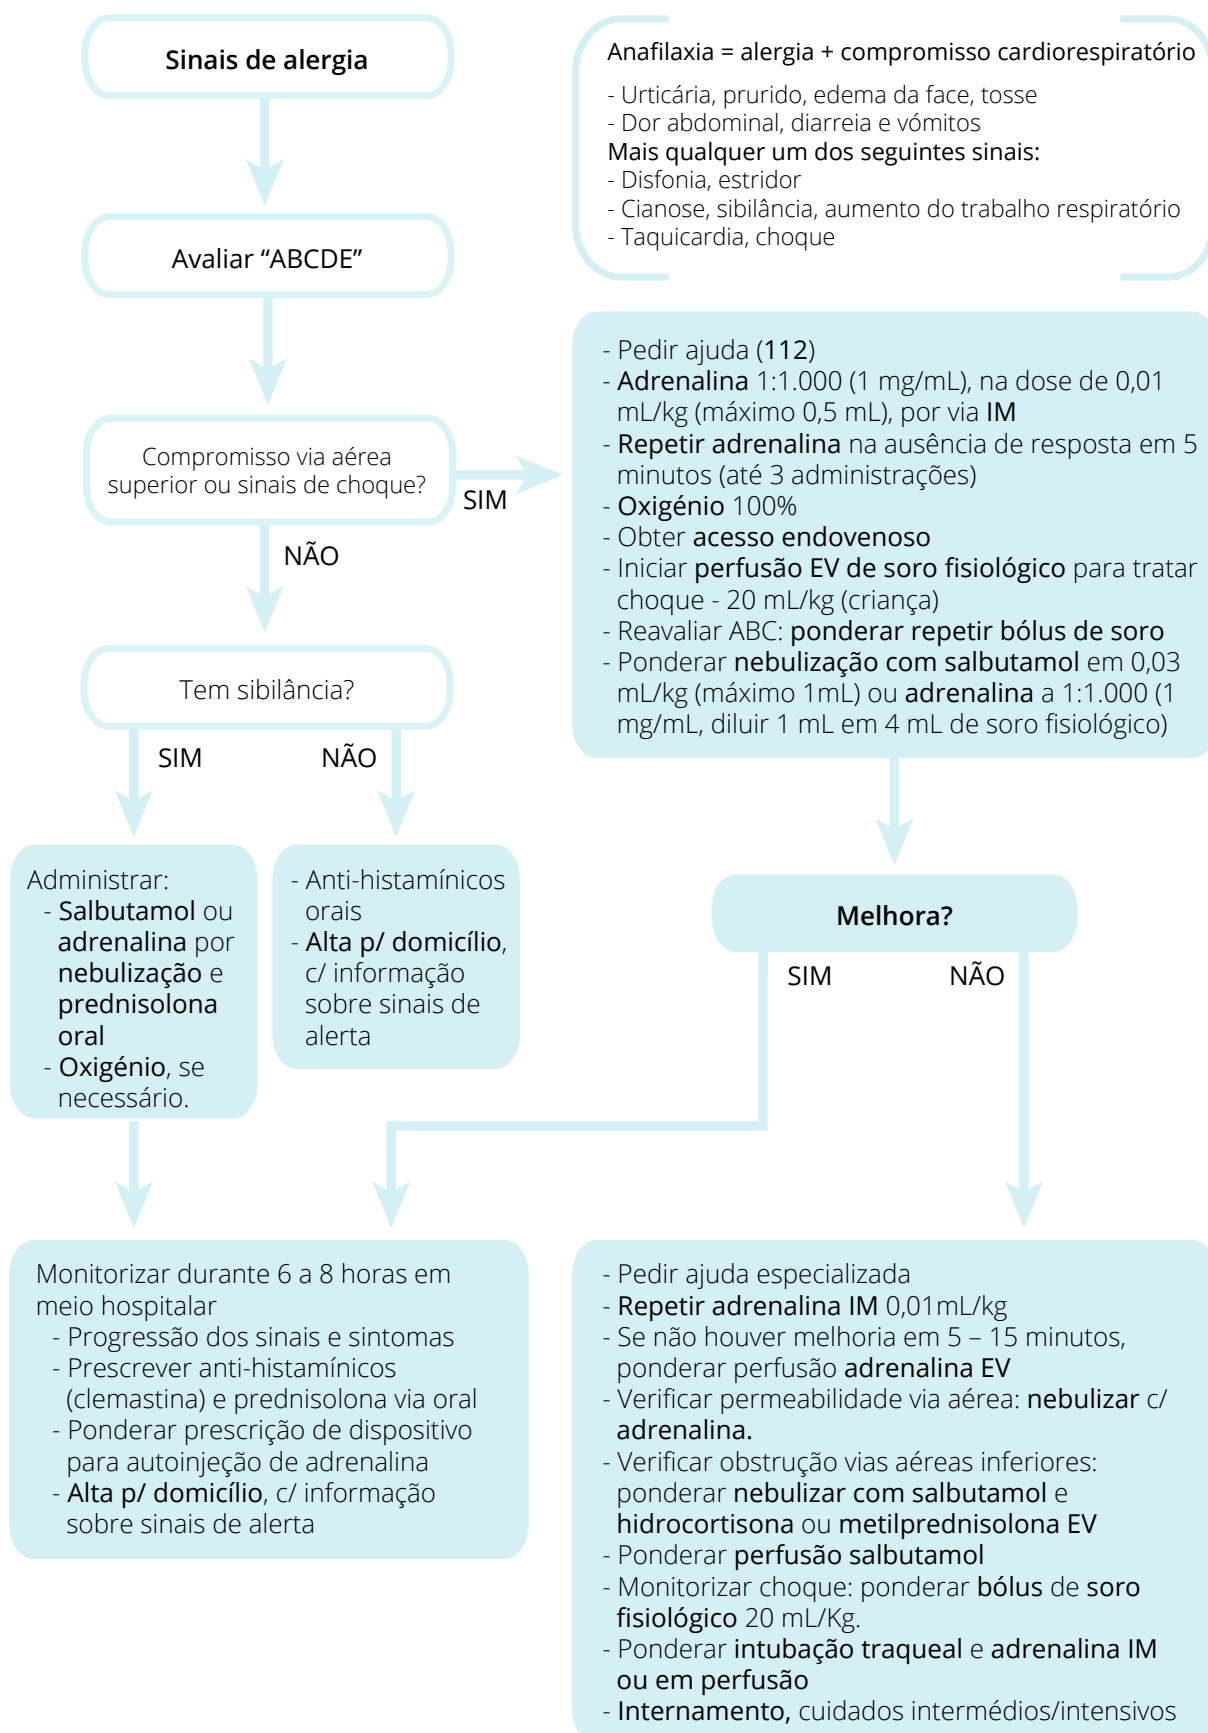 Sinais de alergia
Anafilaxia = alergia + compromisso cardiorespiratório
- Urticária, prurido, edema da face, tosse
- Dor abdominal, diarreia e vómitos
Mais qualquer um dos seguintes sinais:
- Disfonia, estridor
- Cianose, sibilância, aumento do trabalho respiratório
- Taquicardia, choque
Avaliar “ABCDE”
Compromisso via aérea
superior ou sinais de choque?
SIM
NÃO
- Pedir ajuda (112)
- Adrenalina 1:1.000 (1 mg/mL), na dose de 0,01
mL/kg (máximo 0,5 mL), por via IM
- Repetir adrenalina na ausência de resposta em 5
minutos (até 3 administrações)
- Oxigénio 100%
- Obter acesso endovenoso
- Iniciar perfusão EV de soro fisiológico para tratar
choque - 20 mL/kg (criança)
- Reavaliar ABC: ponderar repetir bólus de soro
- Ponderar nebulização com salbutamol em 0,03
mL/kg (máximo 1mL) ou adrenalina a 1:1.000 (1
mg/mL, diluir 1 mL em 4 mL de soro fisiológico)
Tem sibilância?
SIM
NÃO
Administrar:
- Salbutamol ou
adrenalina por
nebulização e
prednisolona
oral
- Oxigénio, se
necessário.
- Anti-histamínicos
orais
- Alta p/ domicílio,
c/ informação
sobre sinais de
alerta
Melhora?
SIM
NÃO
Monitorizar durante 6 a 8 horas em
meio hospitalar
- Progressão dos sinais e sintomas
- Prescrever anti-histamínicos
(clemastina) e prednisolona via oral
- Ponderar prescrição de dispositivo
para autoinjeção de adrenalina
- Alta p/ domicílio, c/ informação
sobre sinais de alerta
- Pedir ajuda especializada
- Repetir adrenalina IM 0,01mL/kg
- Se não houver melhoria em 5 – 15 minutos,
ponderar perfusão adrenalina EV
- Verificar permeabilidade via aérea: nebulizar c/
adrenalina.
- Verificar obstrução vias aéreas inferiores:
ponderar nebulizar com salbutamol e
hidrocortisona ou metilprednisolona EV
- Ponderar perfusão salbutamol
- Monitorizar choque: ponderar bólus de soro
fisiológico 20 mL/Kg.
- Ponderar intubação traqueal e adrenalina IM
ou em perfusão
- Internamento, cuidados intermédios/intensivos